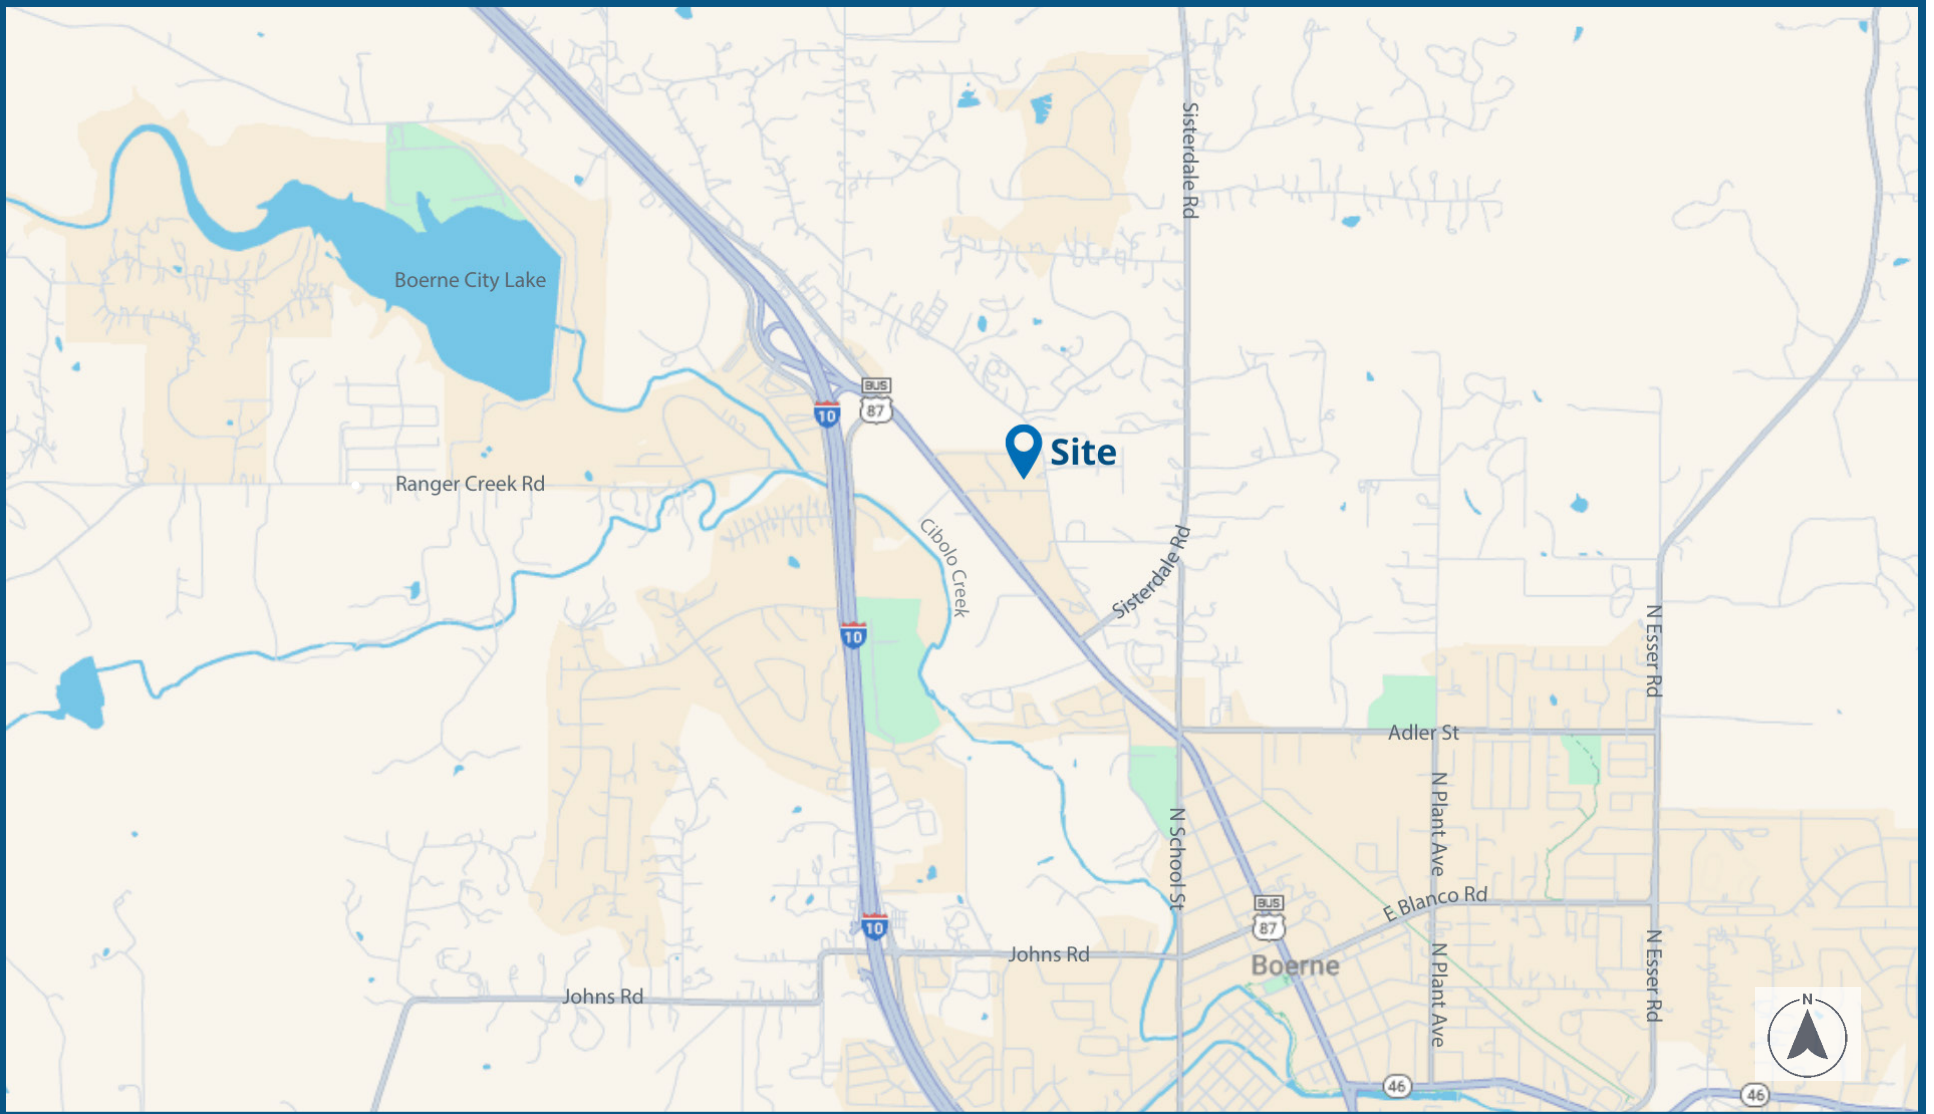 Sisterdale Rd
Boerne City Lake
BUS
87
10
Site
Ranger Creek Rd
Cibolo Creek
Sisterdale Rd
10
N Esser Rd
Adler St
N Plant Ave
N School St
E Blanco Rd
BUS
87
10
Johns Rd
Boerne
N Plant Ave
N Esser Rd
Johns Rd
N
46
46